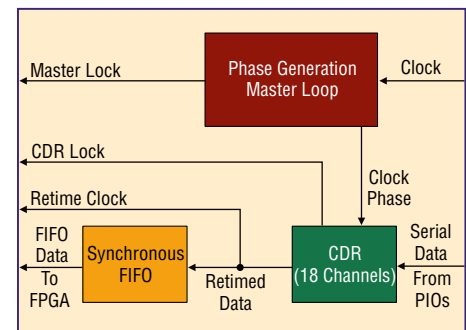 Master Lock
Phase Generation
Master Loop
Clock
CDR Lock
Clock
Phase
Retime Clock
FIFO
Data
To
FPGA
Synchronous
FIFO
Retimed
Data
CDR
(18 Channels)
Serial
Data
From
PIOs